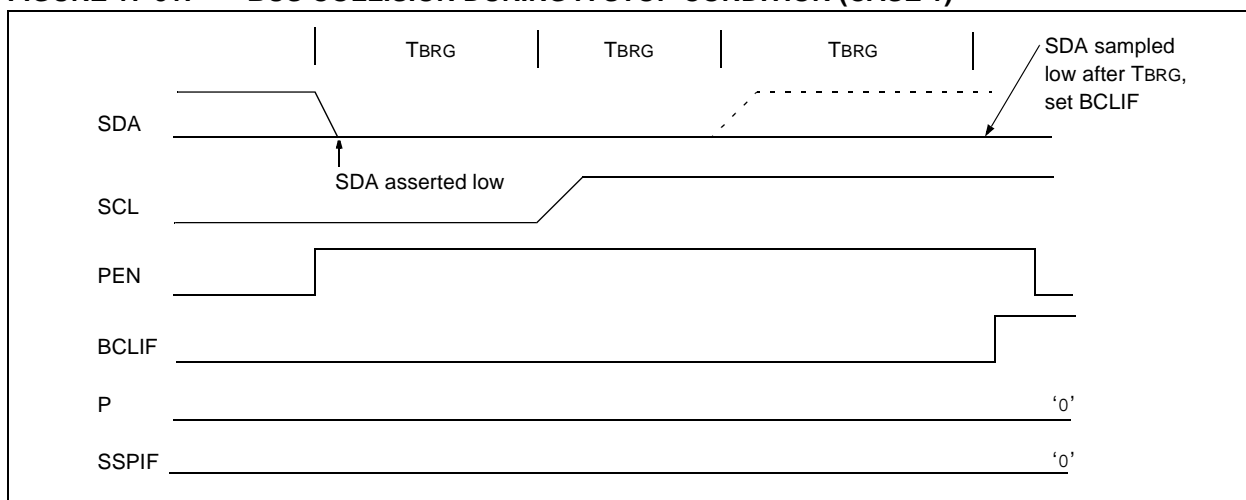 TBRG TBRG TBRG
SDA sampled
low after TBRG,
set BCLIF
SDA
SDA asserted low
SCL
PEN
BCLIF
P '0'
SSPIF '0'